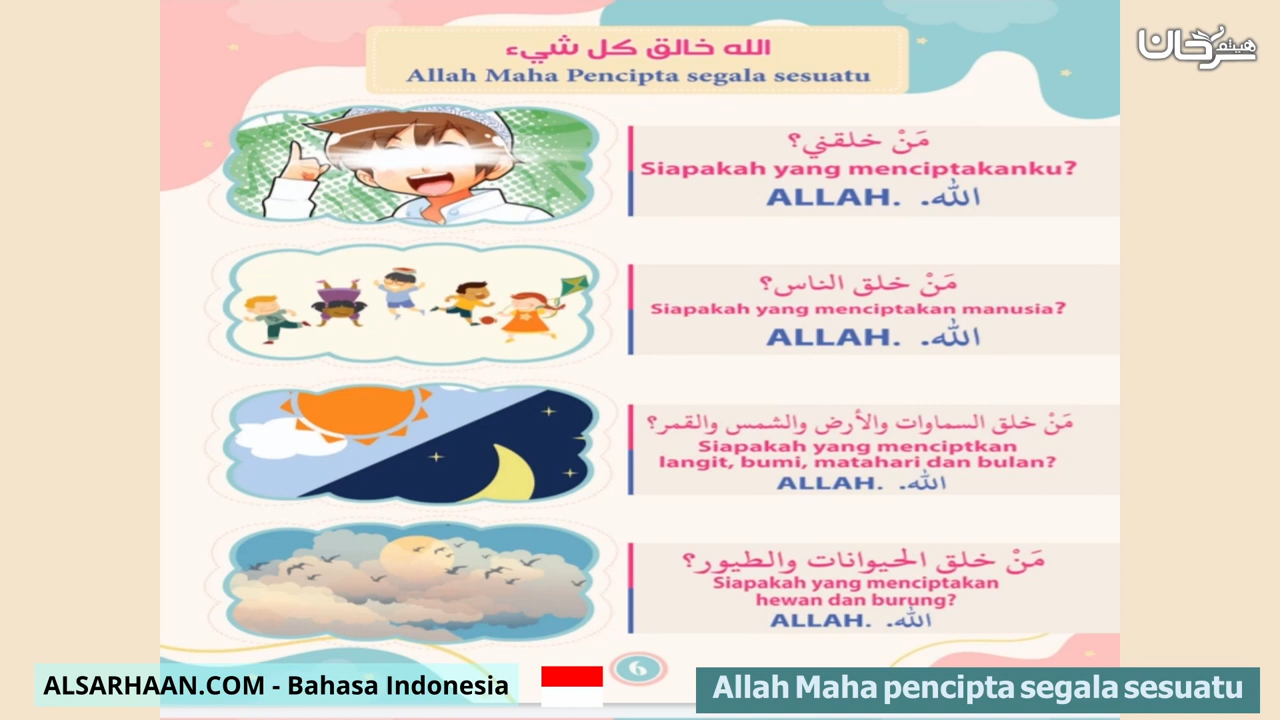 الله خالق كل شيء
Allah Maha Pencipta segala sesuatu
هيثم
سرحان
مَنْ خلقني؟
Siapakah yang menciptakanku?
ALLAH. الله.
مَنْ خلق الناس؟
Siapakah yang menciptakan manusia?
ALLAH. الله.
مَنْ خلق السماوات والأرض والشمس والقمر؟
Siapakah yang menciptkan
langit, bumi, matahari dan bulan?
ALLAH. الله.
مَنْ خلق الحيوانات والطيور؟
Siapakah yang menciptakan
hewan dan burung?
ALLAH. الله.
6
ALSARHAAN.COM - Bahasa Indonesia
Allah Maha pencipta segala sesuatu